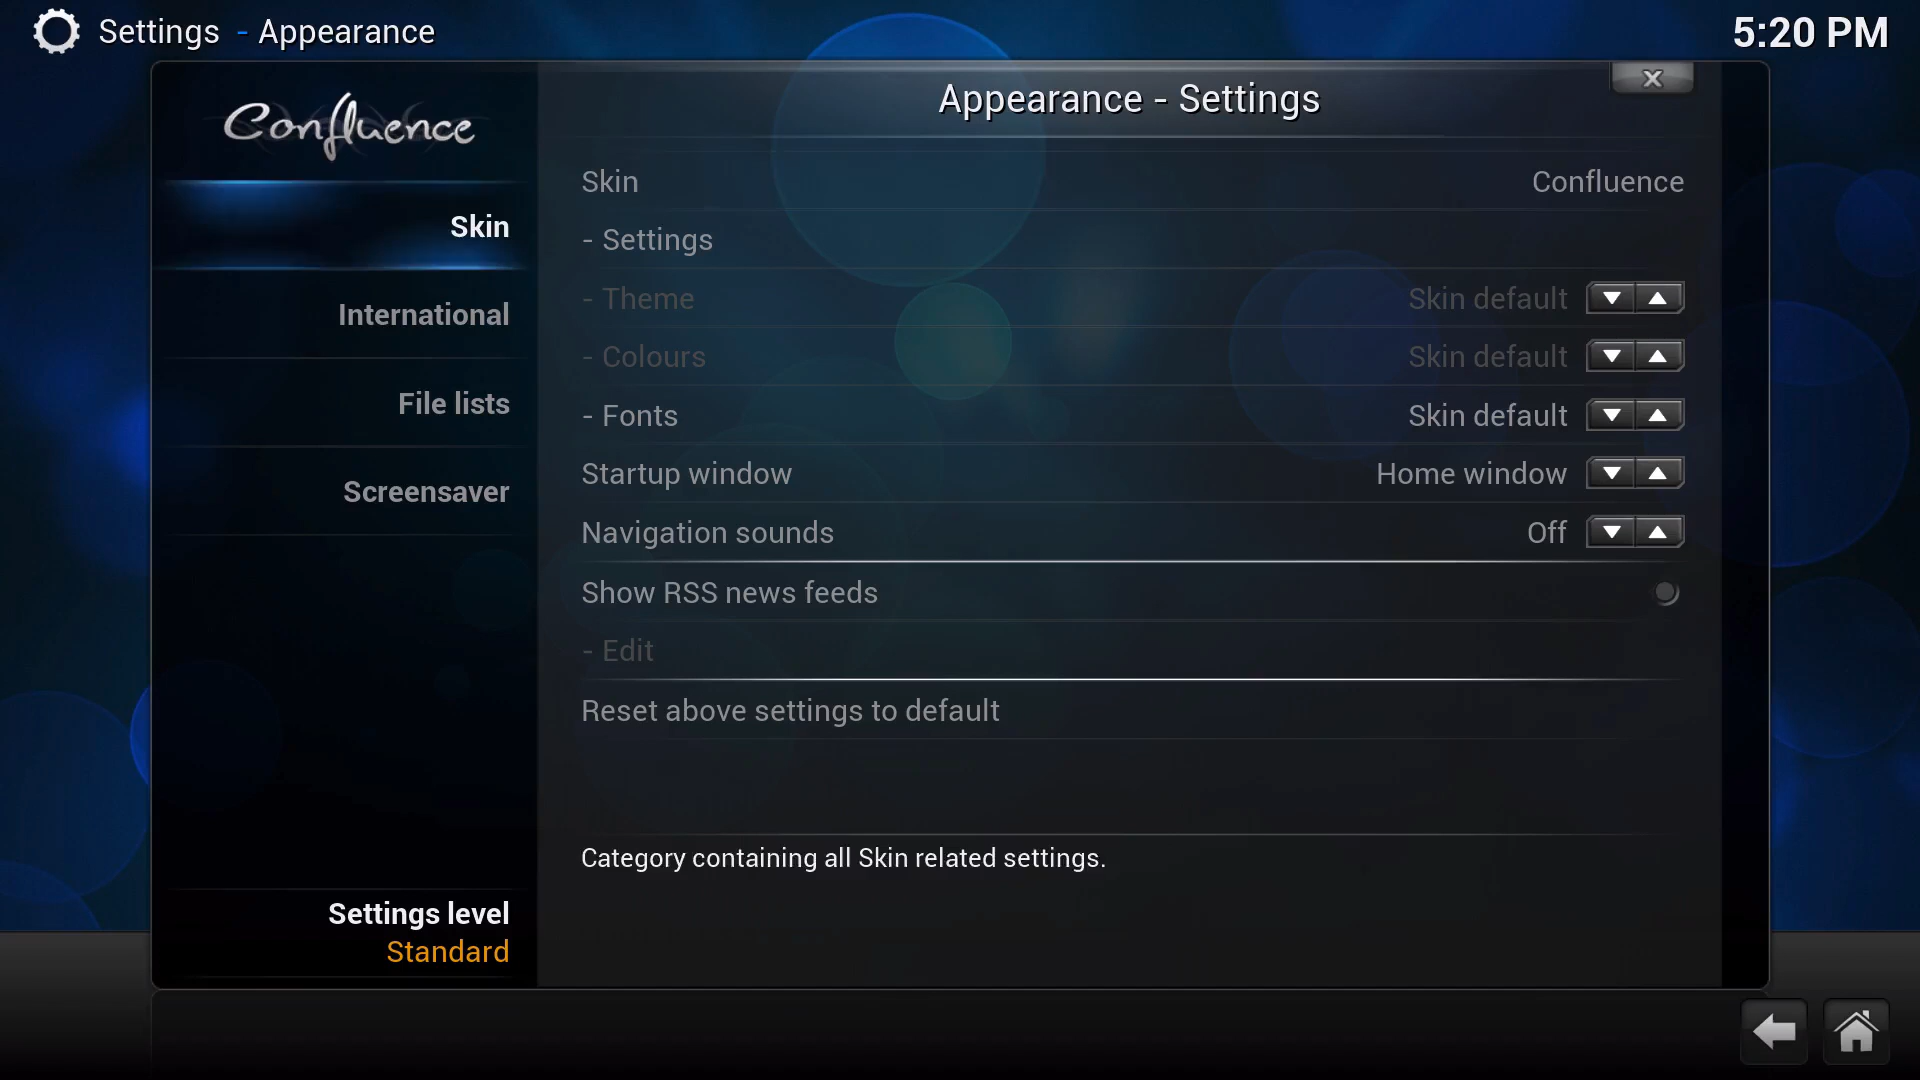 Settings - Appearance
5:20 PM
Confluence
Appearance - Settings
X
Skin
International
File lists
Screensaver
Skin Confluence
- Settings
- Theme Skin default
- Colours Skin default
- Fonts Skin default
Startup window Home window
Navigation sounds Off
Show RSS news feeds
- Edit
Reset above settings to default
Category containing all Skin related settings.
Settings level
Standard